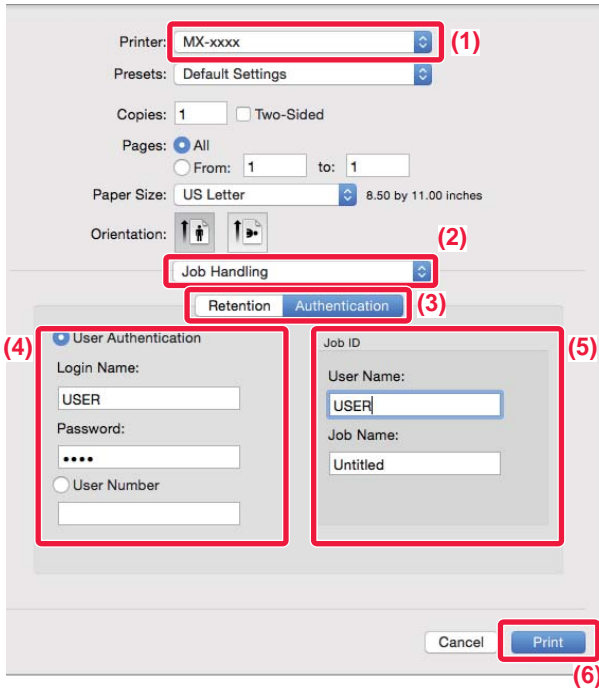 Printer: MX-xxxx (1)
Presets: Default Settings
Copies: 1 Two-Sided
Pages: All
From: 1 to: 1
Paper Size: US Letter 8.50 by 11.00 inches
Orientation:
(2)
Job Handling
Retention Authentication (3)
(4)
User Authentication
Login Name:
USER
Password:
••••
User Number
(5)
Job ID
User Name:
USER
Job Name:
Untitled
Cancel Print
(6)